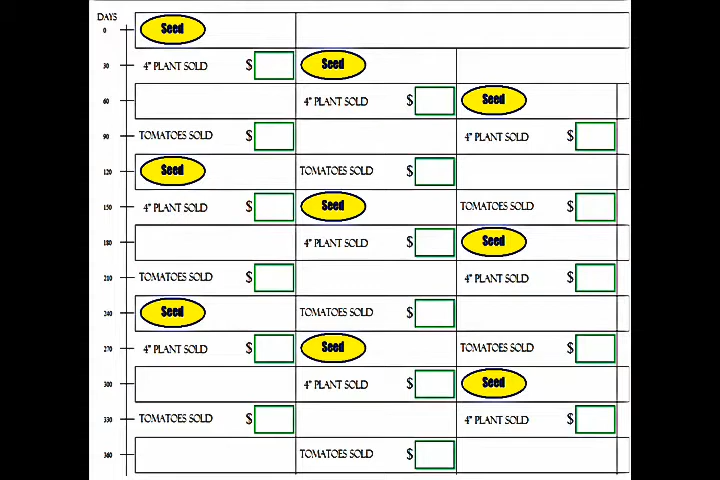 DAYS
0 Seed
30 4" PLANT SOLD $ Seed
60 4" PLANT SOLD $ Seed
90 TOMATOES SOLD $ 4" PLANT SOLD $
120 Seed TOMATOES SOLD $
150 4" PLANT SOLD $ Seed TOMATOES SOLD $
180 4" PLANT SOLD $ Seed
210 TOMATOES SOLD $ 4" PLANT SOLD $
240 Seed TOMATOES SOLD $
270 4" PLANT SOLD $ Seed TOMATOES SOLD $
300 4" PLANT SOLD $ Seed
330 TOMATOES SOLD $ 4" PLANT SOLD $
360 TOMATOES SOLD $